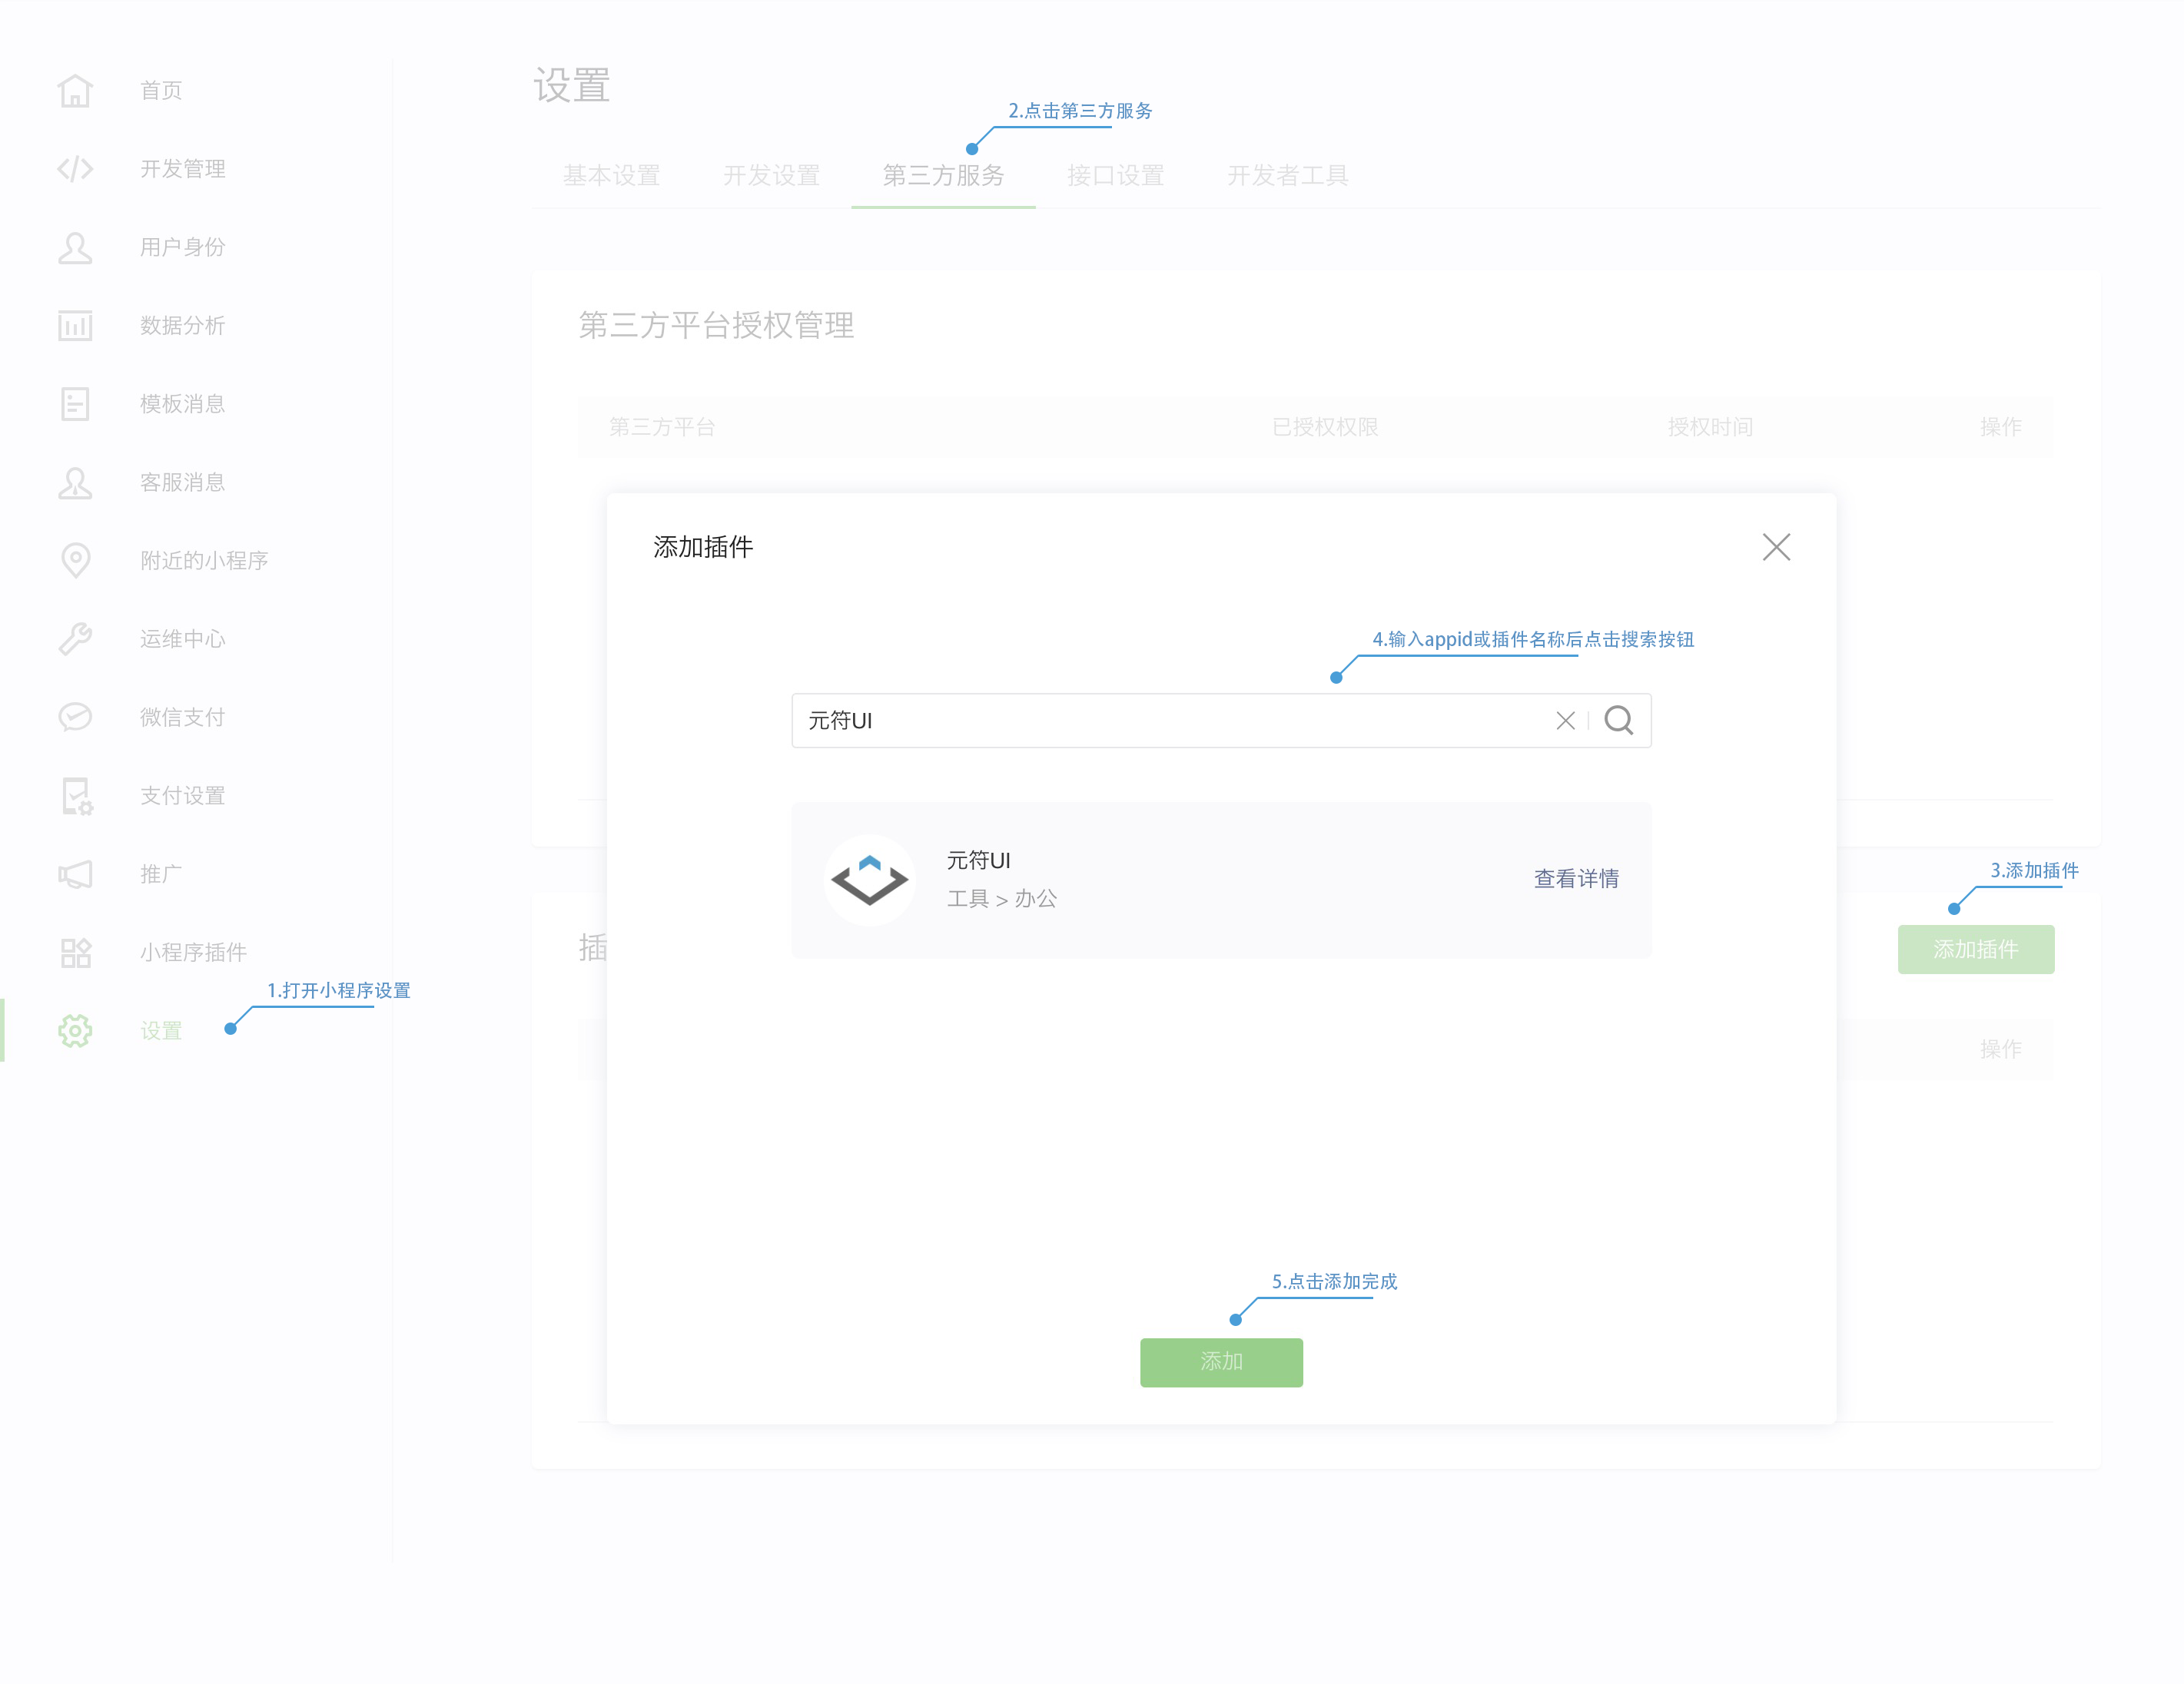 首页
开发管理
用户身份
数据分析
模板消息
客服消息
附近的小程序
运维中心
微信支付
支付设置
推广
小程序插件
1.打开小程序设置
设置
设置
2.点击第三方服务
基本设置 开发设置 第三方服务 接口设置 开发者工具
第三方平台授权管理
第三方平台 已授权权限 授权时间 操作
添加插件
4.输入appid或插件名称后点击搜索按钮
元符UI
元符UI
工具 > 办公
查看详情
3.添加插件
插
添加插件
操作
5.点击添加完成
添加